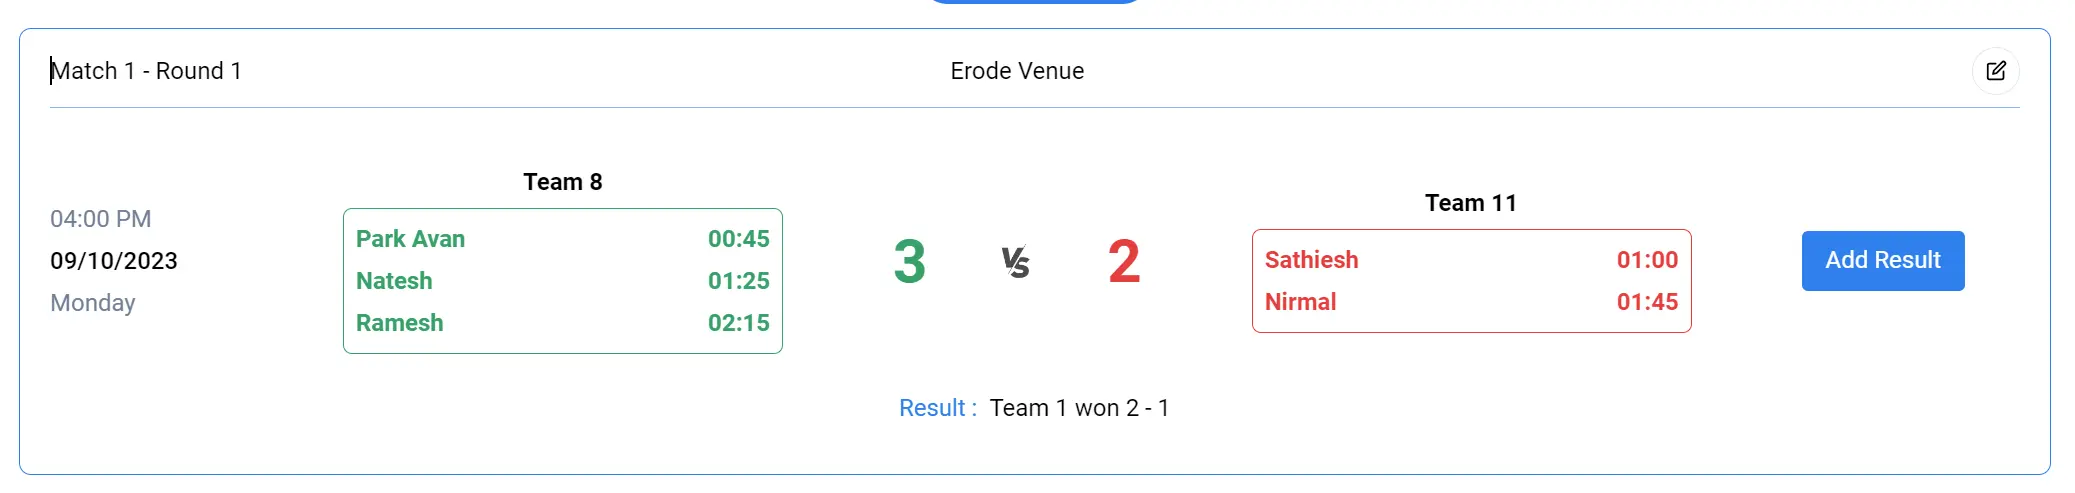 Match 1 - Round 1
Erode Venue
04:00 PM
09/10/2023
Monday
Team 8
Park Avan 00:45
Natesh 01:25
Ramesh 02:15
3
VS
2
Team 11
Sathiesh 01:00
Nirmal 01:45
Add Result
Result : Team 1 won 2 - 1